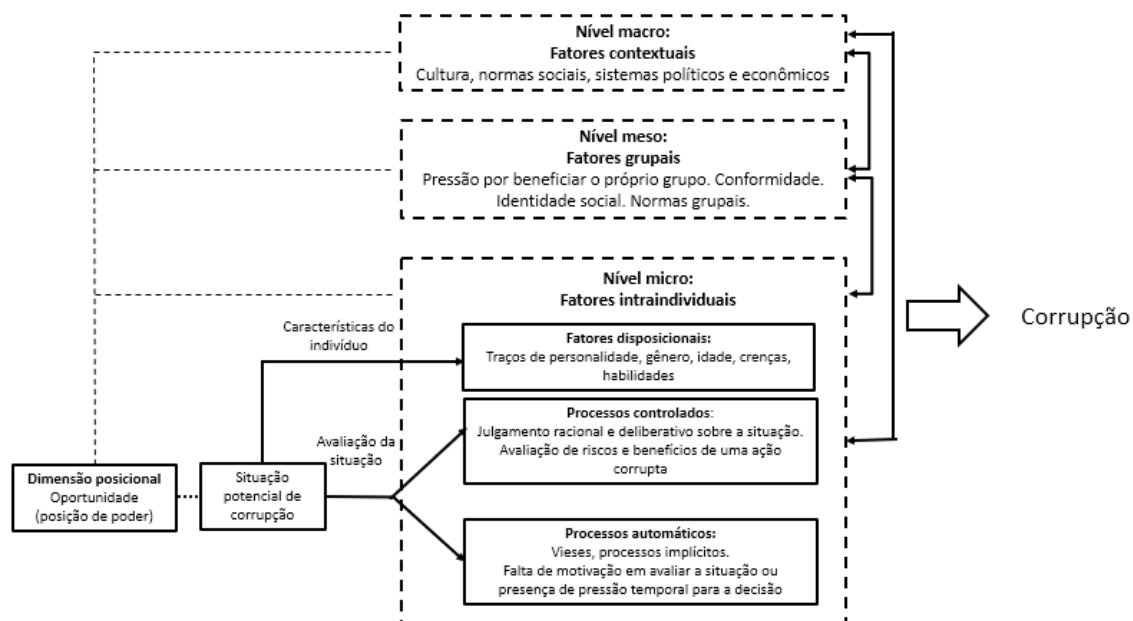 Nível macro:
Fatores contextuais
Cultura, normas sociais, sistemas políticos e econômicos
Nível meso:
Fatores grupais
Pressão por beneficiar o próprio grupo. Conformidade.
Identidade social. Normas grupais.
Nível micro:
Fatores intraindividuais
Características do
indivíduo
Fatores disposicionais:
Traços de personalidade, gênero, idade, crenças,
habilidades
Corrupção
Avaliação da
situação
Processos controlados:
Julgamento racional e deliberativo sobre a situação.
Avaliação de riscos e benefícios de uma ação
corrupta
Dimensão posicional
Oportunidade
(posição de poder)
Situação
potencial de
corrupção
Processos automáticos:
Vieses, processos implícitos.
Falta de motivação em avaliar a situação ou
presença de pressão temporal para a decisão